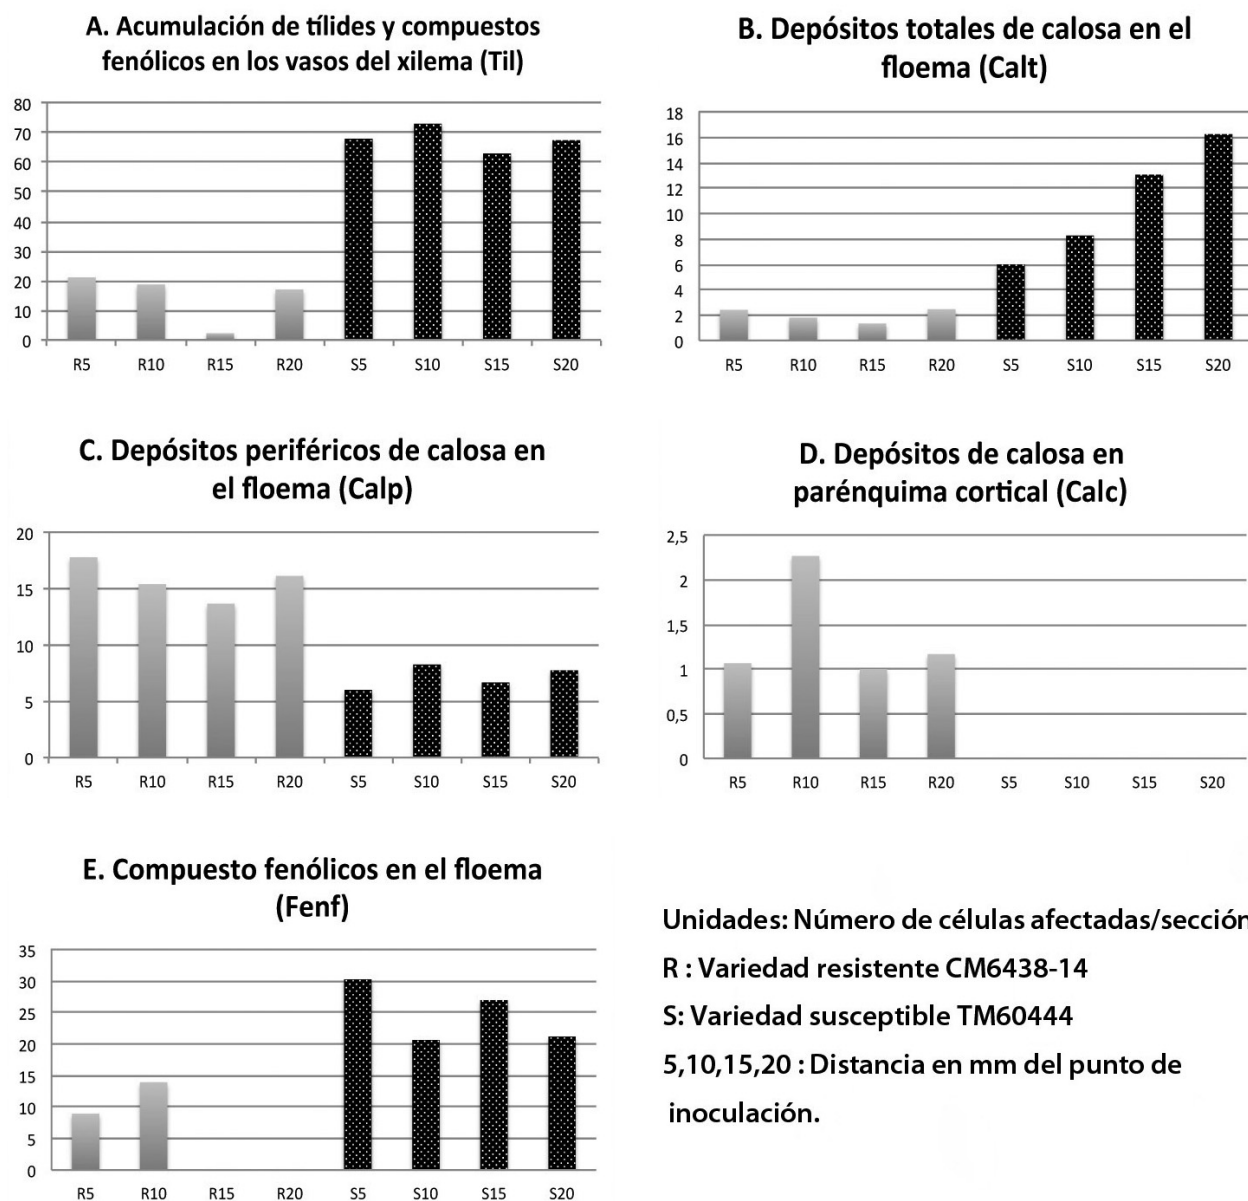 A. Acumulación de tílides y compuestos
fenólicos en los vasos del xilema (Til)
80
70
60
50
40
30
20
10
0
R5 R10 R15 R20 S5 S10 S15 S20
B. Depósitos totales de calosa en el
floema (Calt)
18
16
14
12
10
8
6
4
2
0
R5 R10 R15 R20 S5 S10 S15 S20
C. Depósitos periféricos de calosa en
el floema (Calp)
20
15
10
5
0
R5 R10 R15 R20 S5 S10 S15 S20
D. Depósitos de calosa en
parénquima cortical (Calc)
2,5
2
1,5
1
0,5
0
R5 R10 R15 R20 S5 S10 S15 S20
E. Compuesto fenólicos en el floema
(Fenf)
35
30
25
20
15
10
5
0
R5 R10 R15 R20 S5 S10 S15 S20
Unidades: Número de células afectadas/sección
R : Variedad resistente CM6438-14
S: Variedad susceptible TM60444
5,10,15,20 : Distancia en mm del punto de
inoculación.